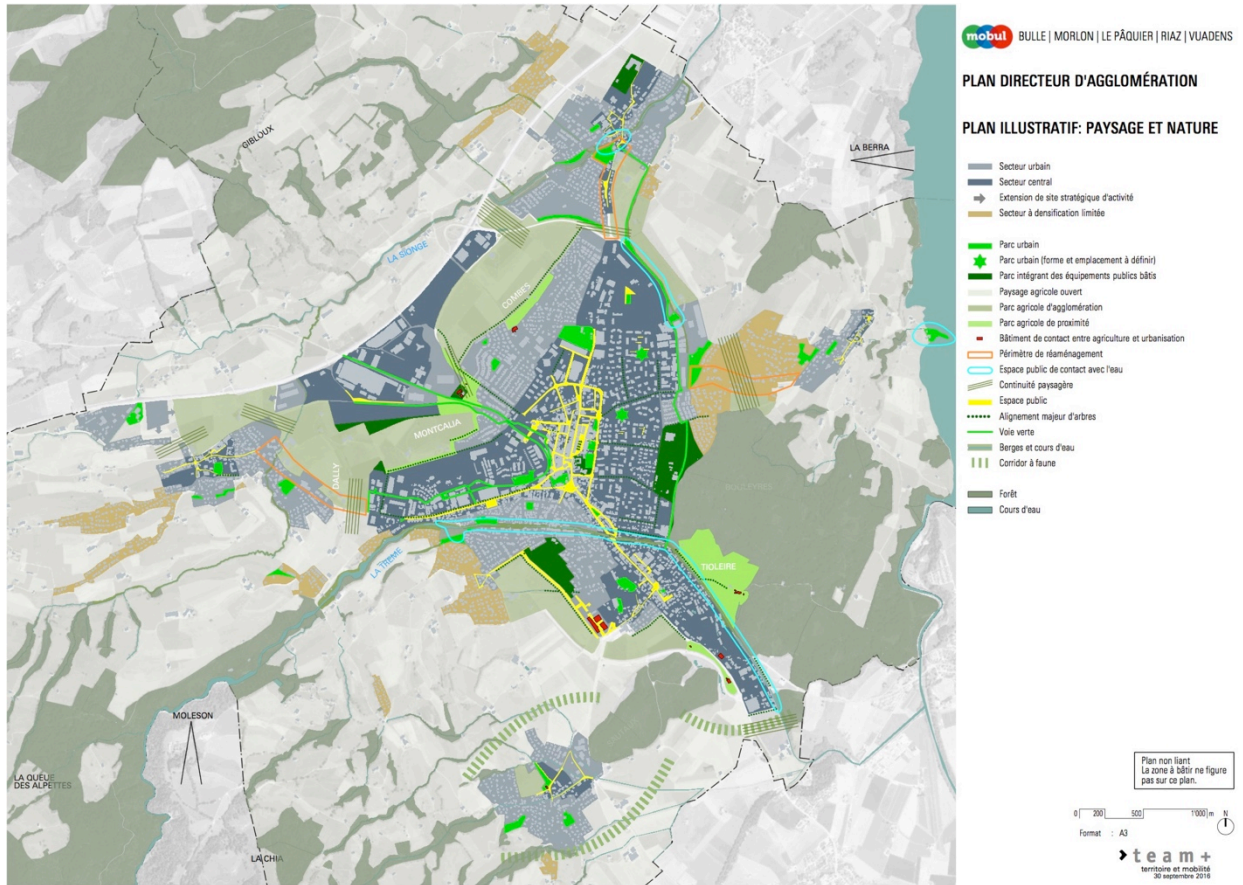 mobul BULLE | MORLON | LE PÂQUIER | RIAZ | VUADENS
PLAN DIRECTEUR D'AGGLOMÉRATION
PLAN ILLUSTRATIF: PAYSAGE ET NATURE
Secteur urbain
Secteur central
Extension de site stratégique d'activité
Secteur à densification limitée
Parc urbain
Parc urbain (forme et emplacement à définir)
Parc intégrant des équipements publics bâtis
Paysage agricole ouvert
Parc agricole d'agglomération
Parc agricole de proximité
Bâtiment de contact entre agriculture et urbanisation
Périmètre de réaménagement
Espace public de contact avec l'eau
Continuité paysagère
Espace public
Alignement majeur d'arbres
Voie verte
Berges et cours d'eau
Corridor à faune
Forêt
Cours d'eau
GIBLOUX
LA BERRA
LA SIONGE
COMBES
MONTCALIA
DALLY
LA TRÊME
BOULEYRES
TIOLEIRE
MOLESON
LA QUEUE
DES ALPETTES
LA CHIA
Plan non liant
La zone à bâtir ne figure
pas sur ce plan.
0 200 500 1'000 m N
Format : A3
team+
territoire et mobilité
30 septembre 2016